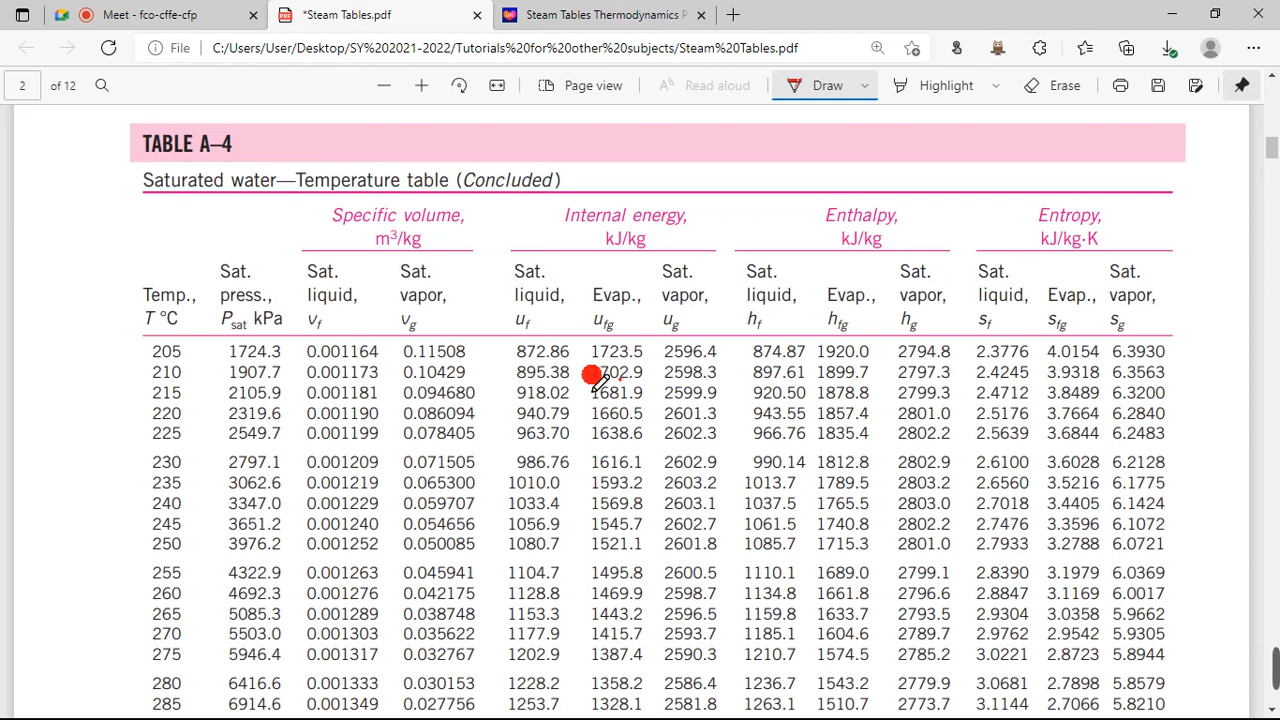 Meet - fco-cffe-cfp
*Steam Tables.pdf
Steam Tables Thermodynamics P
File C:/Users/User/Desktop/SY%202021-2022/Tutorials%20for%20other%20subjects/Steam%20Tables.pdf
2 of 12 Page view Read aloud Draw Highlight Erase
TABLE A–4
Saturated water—Temperature table (Concluded)
Specific volume, Internal energy, Enthalpy, Entropy,
m³/kg kJ/kg kJ/kg kJ/kg·K
Sat. Sat. Sat. Sat. Sat. Sat. Sat. Sat. Sat.
Temp., press., liquid, vapor, liquid, Evap., vapor, liquid, Evap., vapor, liquid, Evap., vapor,
T °C Psat kPa vf vg uf ufg ug hf hfg hg sf sfg sg
205 1724.3 0.001164 0.11508 872.86 1723.5 2596.4 874.87 1920.0 2794.8 2.3776 4.0154 6.3930
210 1907.7 0.001173 0.10429 895.38 1702.9 2598.3 897.61 1899.7 2797.3 2.4245 3.9318 6.3563
215 2105.9 0.001181 0.094680 918.02 1681.9 2599.9 920.50 1878.8 2799.3 2.4712 3.8489 6.3200
220 2319.6 0.001190 0.086094 940.79 1660.5 2601.3 943.55 1857.4 2801.0 2.5176 3.7664 6.2840
225 2549.7 0.001199 0.078405 963.70 1638.6 2602.3 966.76 1835.4 2802.2 2.5639 3.6844 6.2483
230 2797.1 0.001209 0.071505 986.76 1616.1 2602.9 990.14 1812.8 2802.9 2.6100 3.6028 6.2128
235 3062.6 0.001219 0.065300 1010.0 1593.2 2603.2 1013.7 1789.5 2803.2 2.6560 3.5216 6.1775
240 3347.0 0.001229 0.059707 1033.4 1569.8 2603.1 1037.5 1765.5 2803.0 2.7018 3.4405 6.1424
245 3651.2 0.001240 0.054656 1056.9 1545.7 2602.7 1061.5 1740.8 2802.2 2.7476 3.3596 6.1072
250 3976.2 0.001252 0.050085 1080.7 1521.1 2601.8 1085.7 1715.3 2801.0 2.7933 3.2788 6.0721
255 4322.9 0.001263 0.045941 1104.7 1495.8 2600.5 1110.1 1689.0 2799.1 2.8390 3.1979 6.0369
260 4692.3 0.001276 0.042175 1128.8 1469.9 2598.7 1134.8 1661.8 2796.6 2.8847 3.1169 6.0017
265 5085.3 0.001289 0.038748 1153.3 1443.2 2596.5 1159.8 1633.7 2793.5 2.9304 3.0358 5.9662
270 5503.0 0.001303 0.035622 1177.9 1415.7 2593.7 1185.1 1604.6 2789.7 2.9762 2.9542 5.9305
275 5946.4 0.001317 0.032767 1202.9 1387.4 2590.3 1210.7 1574.5 2785.2 3.0221 2.8723 5.8944
280 6416.6 0.001333 0.030153 1228.2 1358.2 2586.4 1236.7 1543.2 2779.9 3.0681 2.7898 5.8579
285 6914.6 0.001349 0.027756 1253.7 1328.1 2581.8 1263.1 1510.7 2773.7 3.1144 2.7066 5.8210